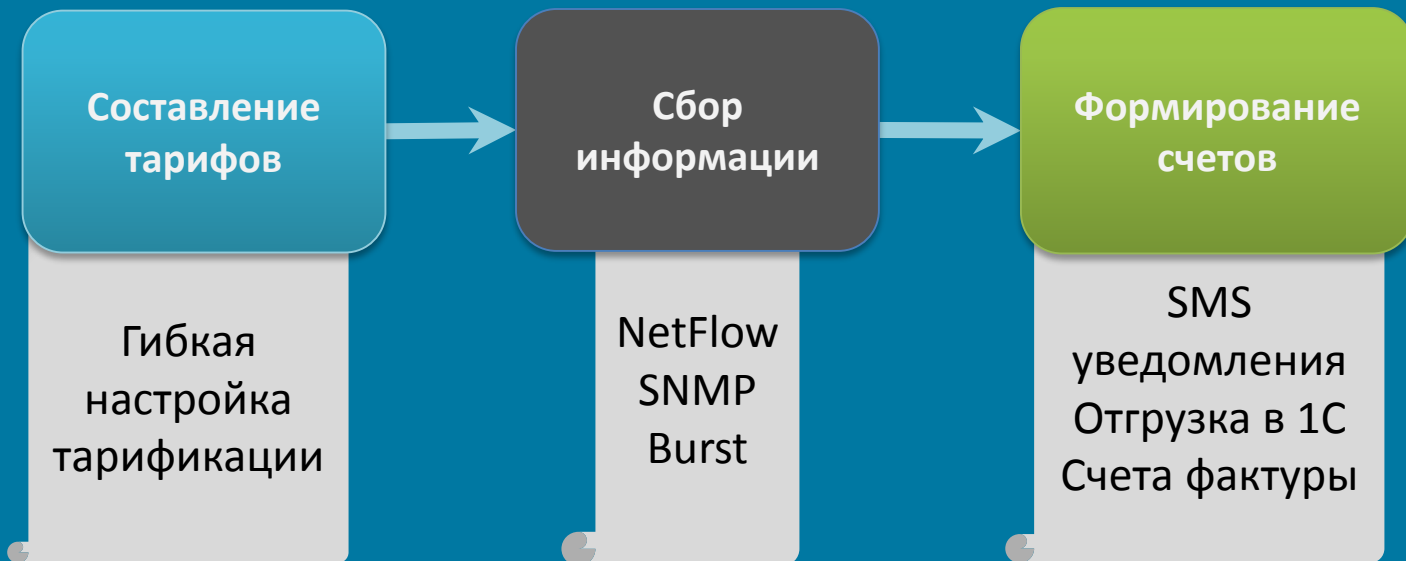 Составление
тарифов
Гибкая
настройка
тарификации
Сбор
информации
NetFlow
SNMP
Burst
Формирование
счетов
SMS
уведомления
Отгрузка в 1С
Счета фактуры